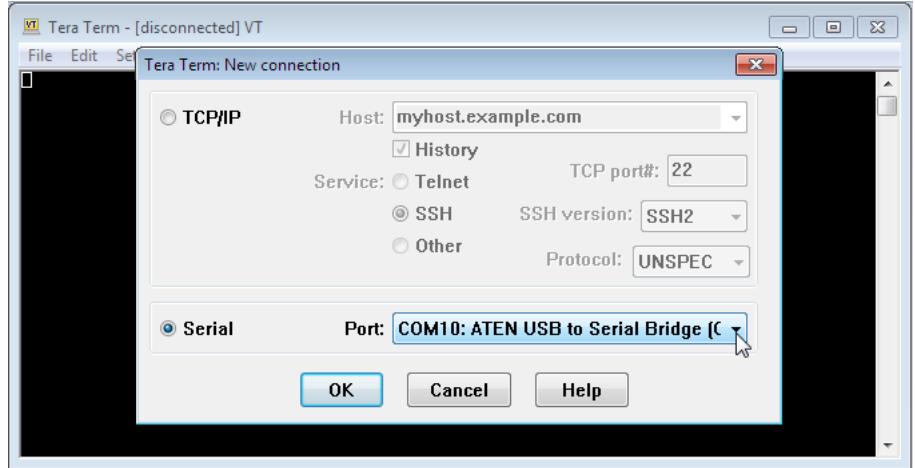 VT Tera Term - [disconnected] VT
File Edit Set
Tera Term: New connection
TCP/IP
Host: myhost.example.com
History
Service: Telnet
TCP port#: 22
SSH
SSH version: SSH2
Other
Protocol: UNSPEC
Serial
Port: COM10: ATEN USB to Serial Bridge (C
OK Cancel Help